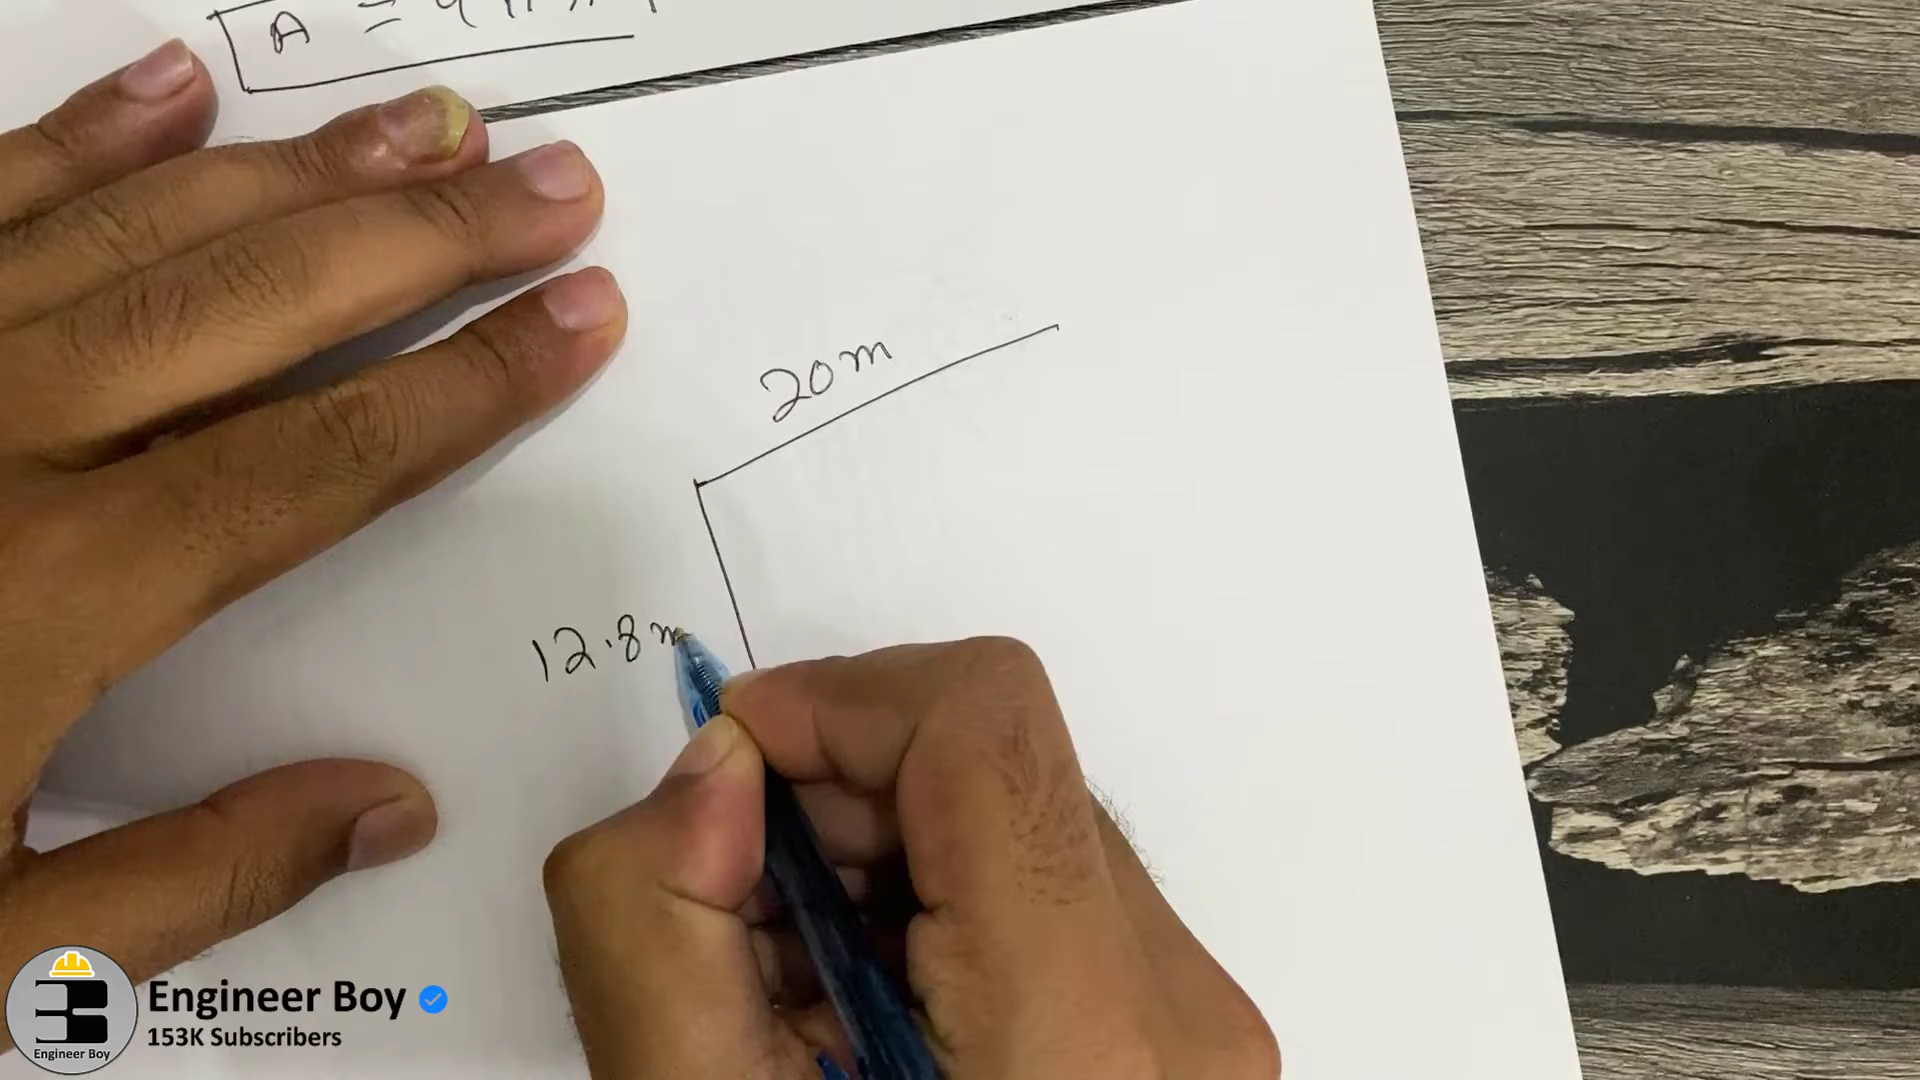 A =
20m
12.8m
Engineer Boy
153K Subscribers
Engineer Boy